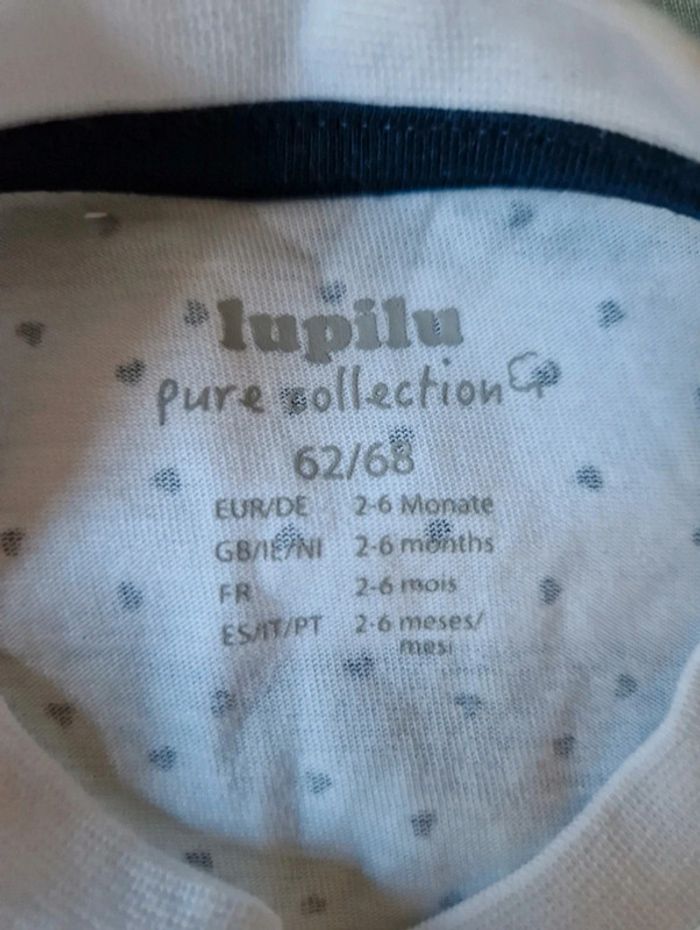 lupilu
pure collection
62/68
EUR/DE 2-6 Monate
GB/IE/NI 2-6 months
FR 2-6 mois
ES/IT/PT 2-6 meses/
mesi